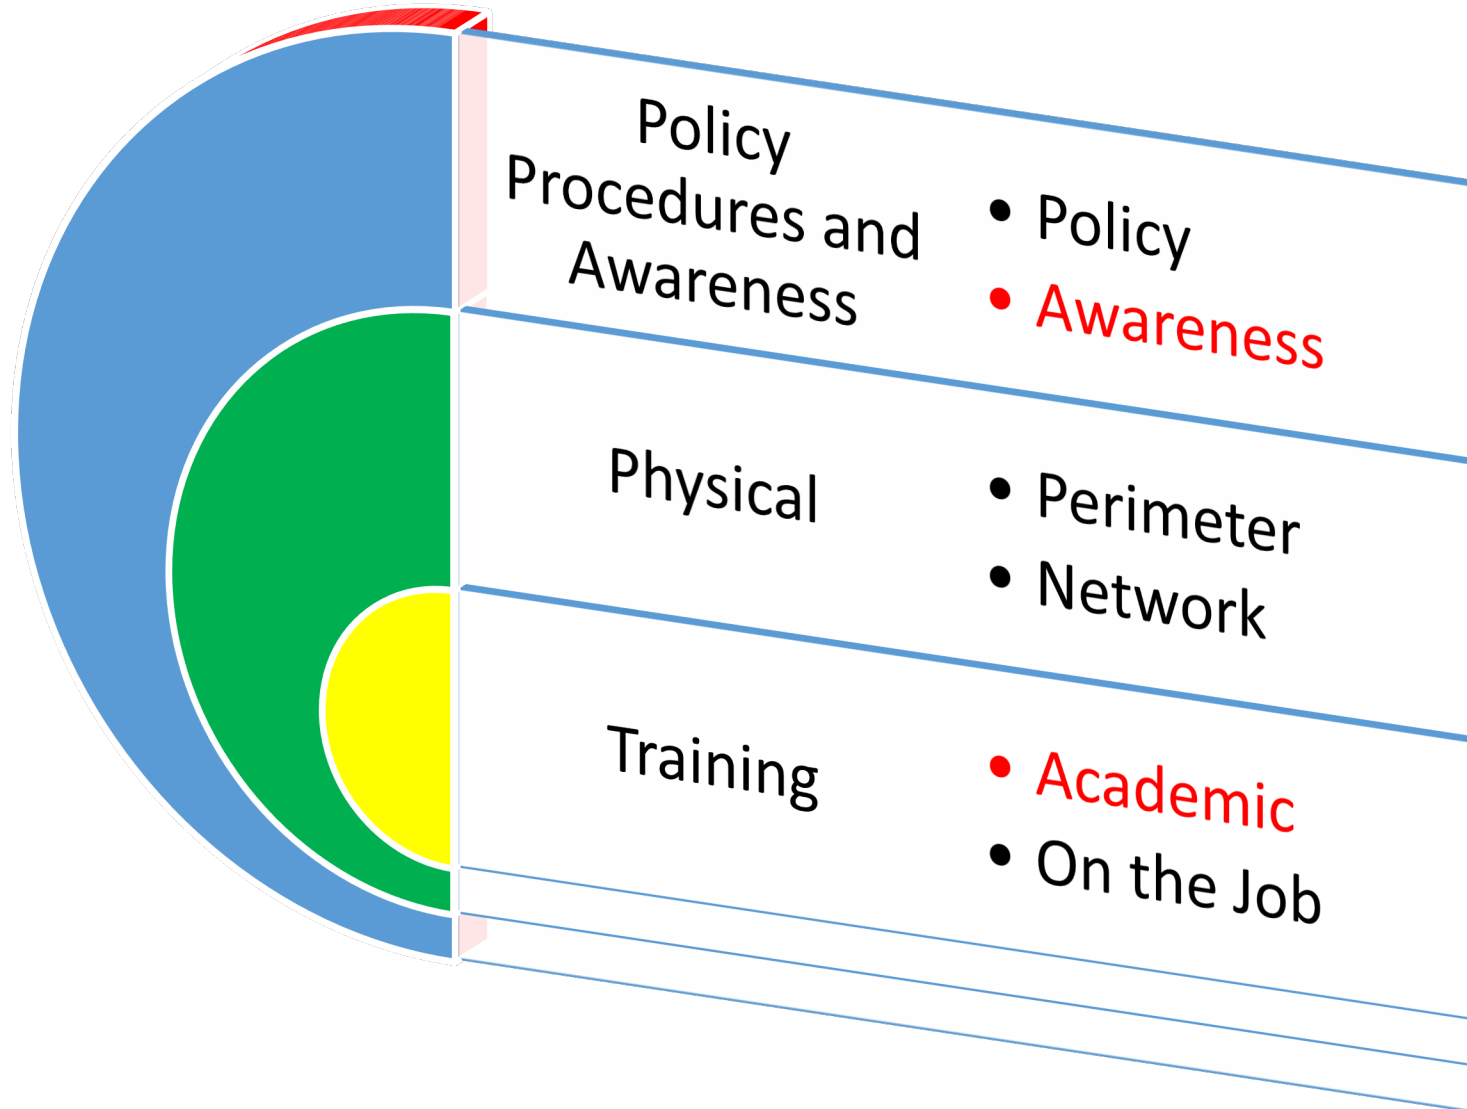 Policy
Procedures and
Awareness
• Policy
• Awareness
Physical
• Perimeter
• Network
Training
• Academic
• On the Job